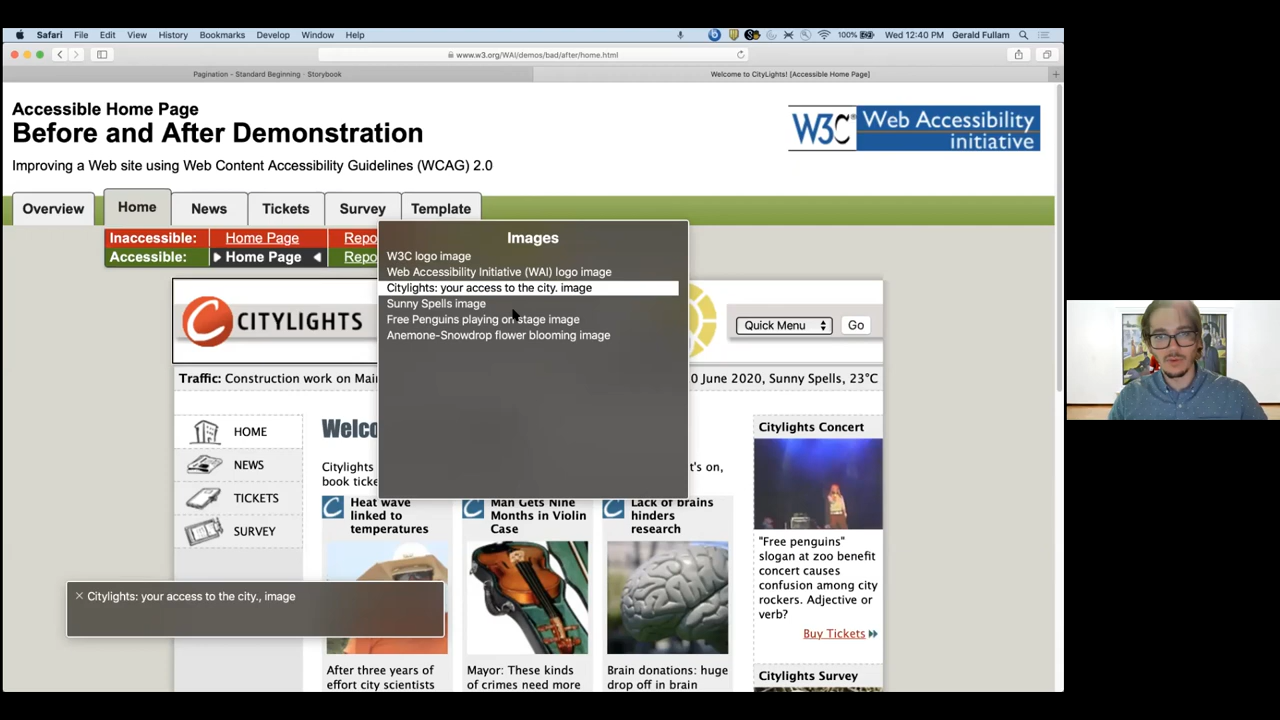 Safari File Edit View History Bookmarks Develop Window Help 100% Wed 12:40 PM Gerald Fullam
www.w3.org/WAI/demos/bad/after/home.html
Pagination - Standard Beginning · Storybook
Welcome to CityLights! [Accessible Home Page]
Accessible Home Page
Before and After Demonstration
Improving a Web site using Web Content Accessibility Guidelines (WCAG) 2.0
W3C® Web Accessibility
initiative
Overview Home News Tickets Survey Template
Inaccessible: Home Page Repo
Accessible: Home Page Repo
Images
W3C logo image
Web Accessibility Initiative (WAI) logo image
Citylights: your access to the city. image
Sunny Spells image
Free Penguins playing on stage image
Anemone-Snowdrop flower blooming image
CITYLIGHTS
Quick Menu Go
Traffic: Construction work on Main
0 June 2020, Sunny Spells, 23°C
HOME
NEWS
TICKETS
SURVEY
Welco
Citylights
t's on,
book ticke
Heat wave
linked to
temperatures
After three years of
effort city scientists
Man Gets Nine
Months in Violin
Case
Mayor: These kinds
of crimes need more
Lack of brains
hinders
research
Brain donations: huge
drop off in brain
Citylights Concert
"Free penguins"
slogan at zoo benefit
concert causes
confusion among city
rockers. Adjective or
verb?
Buy Tickets
Citylights Survey
Citylights: your access to the city., image